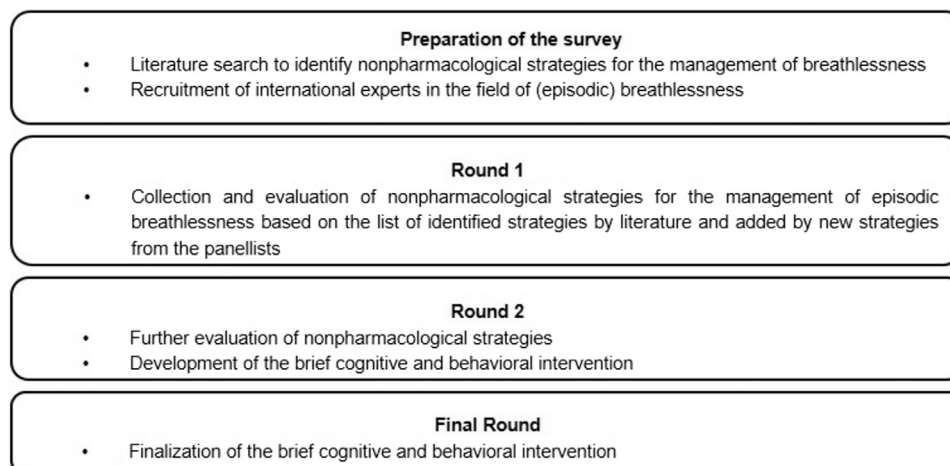 Preparation of the survey
• Literature search to identify nonpharmacological strategies for the management of breathlessness
• Recruitment of international experts in the field of (episodic) breathlessness
Round 1
• Collection and evaluation of nonpharmacological strategies for the management of episodic
breathlessness based on the list of identified strategies by literature and added by new strategies
from the panellists
Round 2
• Further evaluation of nonpharmacological strategies
• Development of the brief cognitive and behavioral intervention
Final Round
• Finalization of the brief cognitive and behavioral intervention